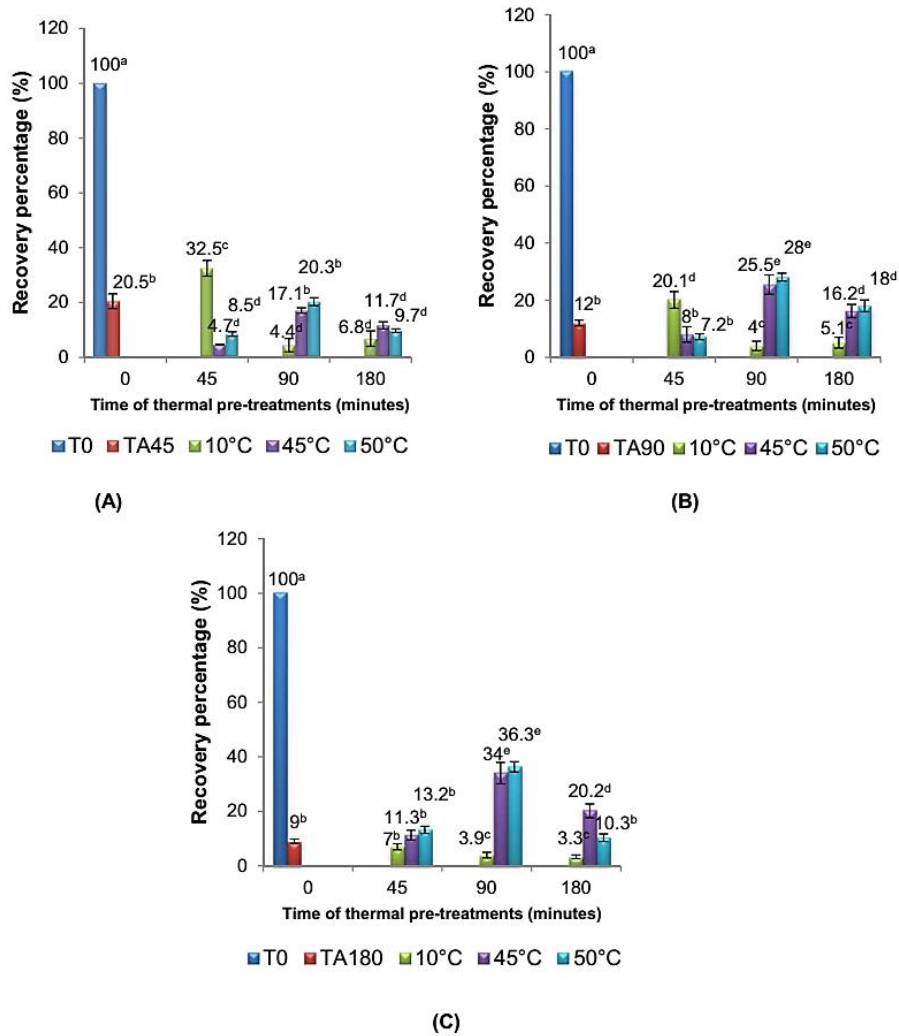 120
100
80
60
40
20
0
Recovery percentage (%)
100ᵃ
20.5ᵇ
32.5ᶜ
4.7ᵈ
8.5ᵈ
4.4ᵈ
17.1ᵇ
20.3ᵇ
6.8ᵈ
11.7ᵈ
9.7ᵈ
0 45 90 180
Time of thermal pre-treatments (minutes)
T0 TA45 10°C 45°C 50°C
(A)
120
100
80
60
40
20
0
Recovery percentage (%)
100ᵃ
12ᵇ
20.1ᵈ
8ᵇ
7.2ᵇ
4ᶜ
25.5ᵉ
28ᵉ
5.1ᶜ
16.2ᵈ
18ᵈ
0 45 90 180
Time of thermal pre-treatments (minutes)
T0 TA90 10°C 45°C 50°C
(B)
120
100
80
60
40
20
0
Recovery percentage (%)
100ᵃ
9ᵇ
7ᵇ
11.3ᵇ
13.2ᵇ
3.9ᶜ
34ᵉ
36.3ᵉ
3.3ᶜ
20.2ᵈ
10.3ᵇ
0 45 90 180
Time of thermal pre-treatments (minutes)
T0 TA180 10°C 45°C 50°C
(C)